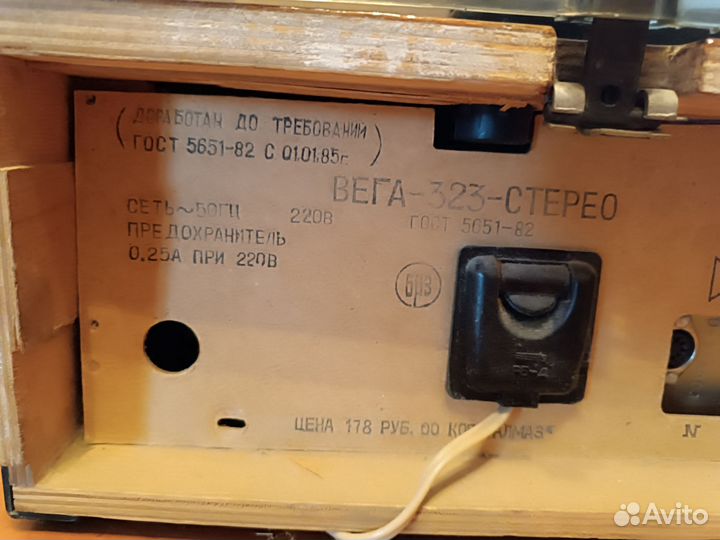 (ДОРАБОТАН ДО ТРЕБОВАНИЙ
ГОСТ 5651-82 С 01.01.85г.)
ВЕГА-323-СТЕРЕО
ГОСТ 5651-82
СЕТЬ~50ГЦ 220В
ПРЕДОХРАНИТЕЛЬ
0.25А ПРИ 220В
БРЗ
ЦЕНА 178 РУБ. 00 КОП. АЛМАЗ
Avito